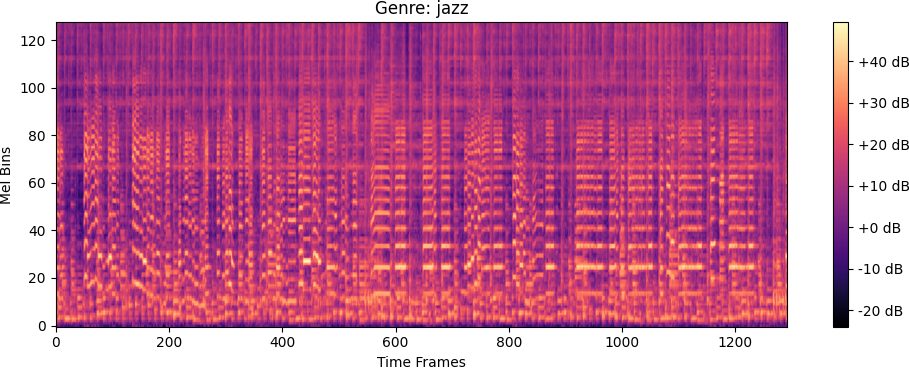 Genre: jazz
Mel Bins
120
100
80
60
40
20
0
0 200 400 600 800 1000 1200
Time Frames
+40 dB
+30 dB
+20 dB
+10 dB
+0 dB
-10 dB
-20 dB